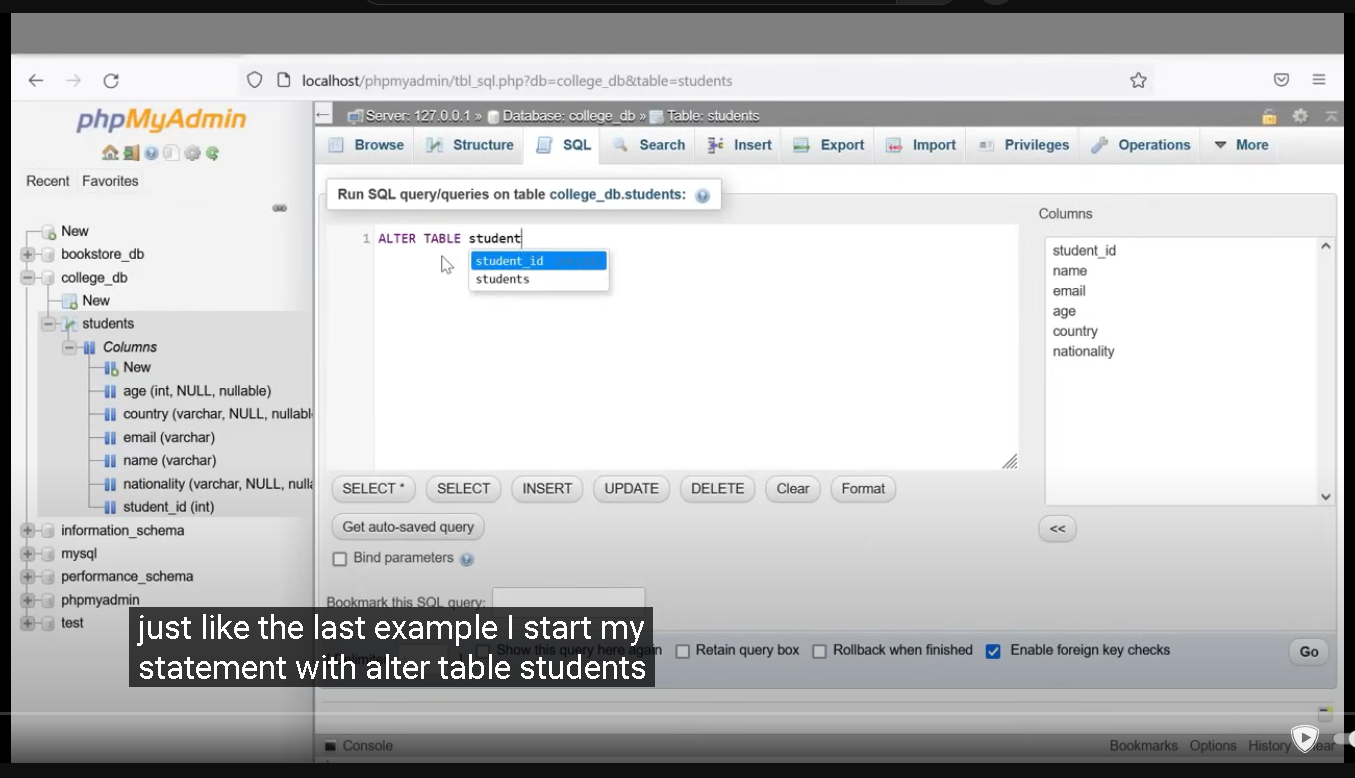 localhost/phpmyadmin/tbl_sql.php?db=college_db&table=students
phpMyAdmin
Recent Favorites
New
bookstore_db
college_db
New
students
Columns
New
age (int, NULL, nullable)
country (varchar, NULL, nullabl
email (varchar)
name (varchar)
nationality (varchar, NULL, nulla
student_id (int)
information_schema
mysql
performance_schema
phpmyadmin
test
Server: 127.0.0.1 » Database: college_db » Table: students
Browse Structure SQL Search Insert Export Import Privileges Operations More
Run SQL query/queries on table college_db.students:
1 ALTER TABLE student
student_id
students
Columns
student_id
name
email
age
country
nationality
<<
SELECT * SELECT INSERT UPDATE DELETE Clear Format
Get auto-saved query
Bind parameters
Bookmark this SQL query:
Show this query here again Retain query box Rollback when finished Enable foreign key checks Go
just like the last example I start my
statement with alter table students
Console Bookmarks Options History